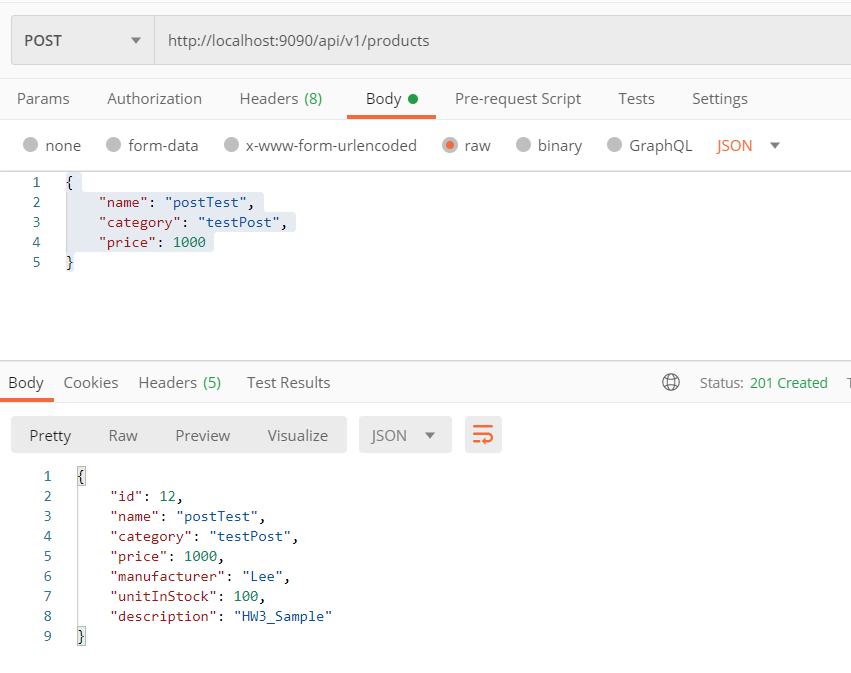 POST http://localhost:9090/api/v1/products
Params Authorization Headers (8) Body Pre-request Script Tests Settings
none form-data x-www-form-urlencoded raw binary GraphQL JSON
1 {
2 "name": "postTest",
3 "category": "testPost",
4 "price": 1000
5 }
Body Cookies Headers (5) Test Results Status: 201 Created
Pretty Raw Preview Visualize JSON
1 {
2 "id": 12,
3 "name": "postTest",
4 "category": "testPost",
5 "price": 1000,
6 "manufacturer": "Lee",
7 "unitInStock": 100,
8 "description": "HW3_Sample"
9 }